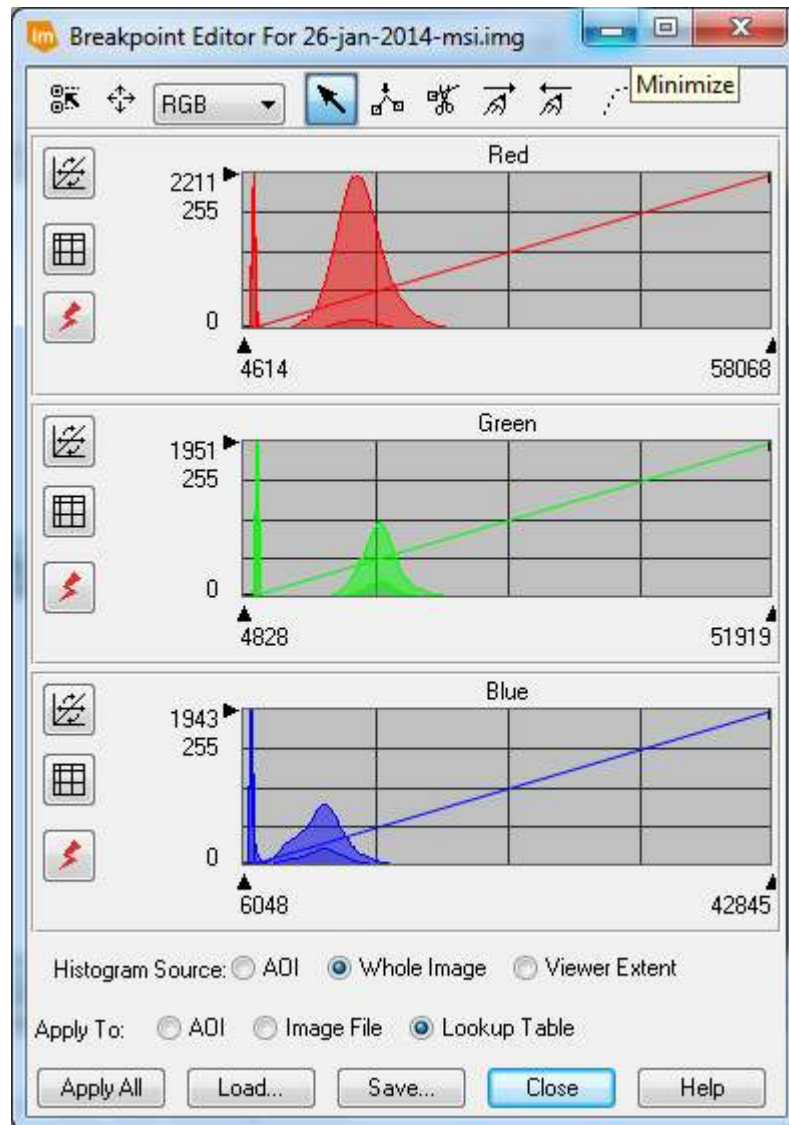 Im Breakpoint Editor For 26-jan-2014-msi.img
Minimize
RGB
Red
2211
255
0
4614 58068
Green
1951
255
0
4828 51919
Blue
1943
255
0
6048 42845
Histogram Source: AOI Whole Image Viewer Extent
Apply To: AOI Image File Lookup Table
Apply All Load... Save... Close Help